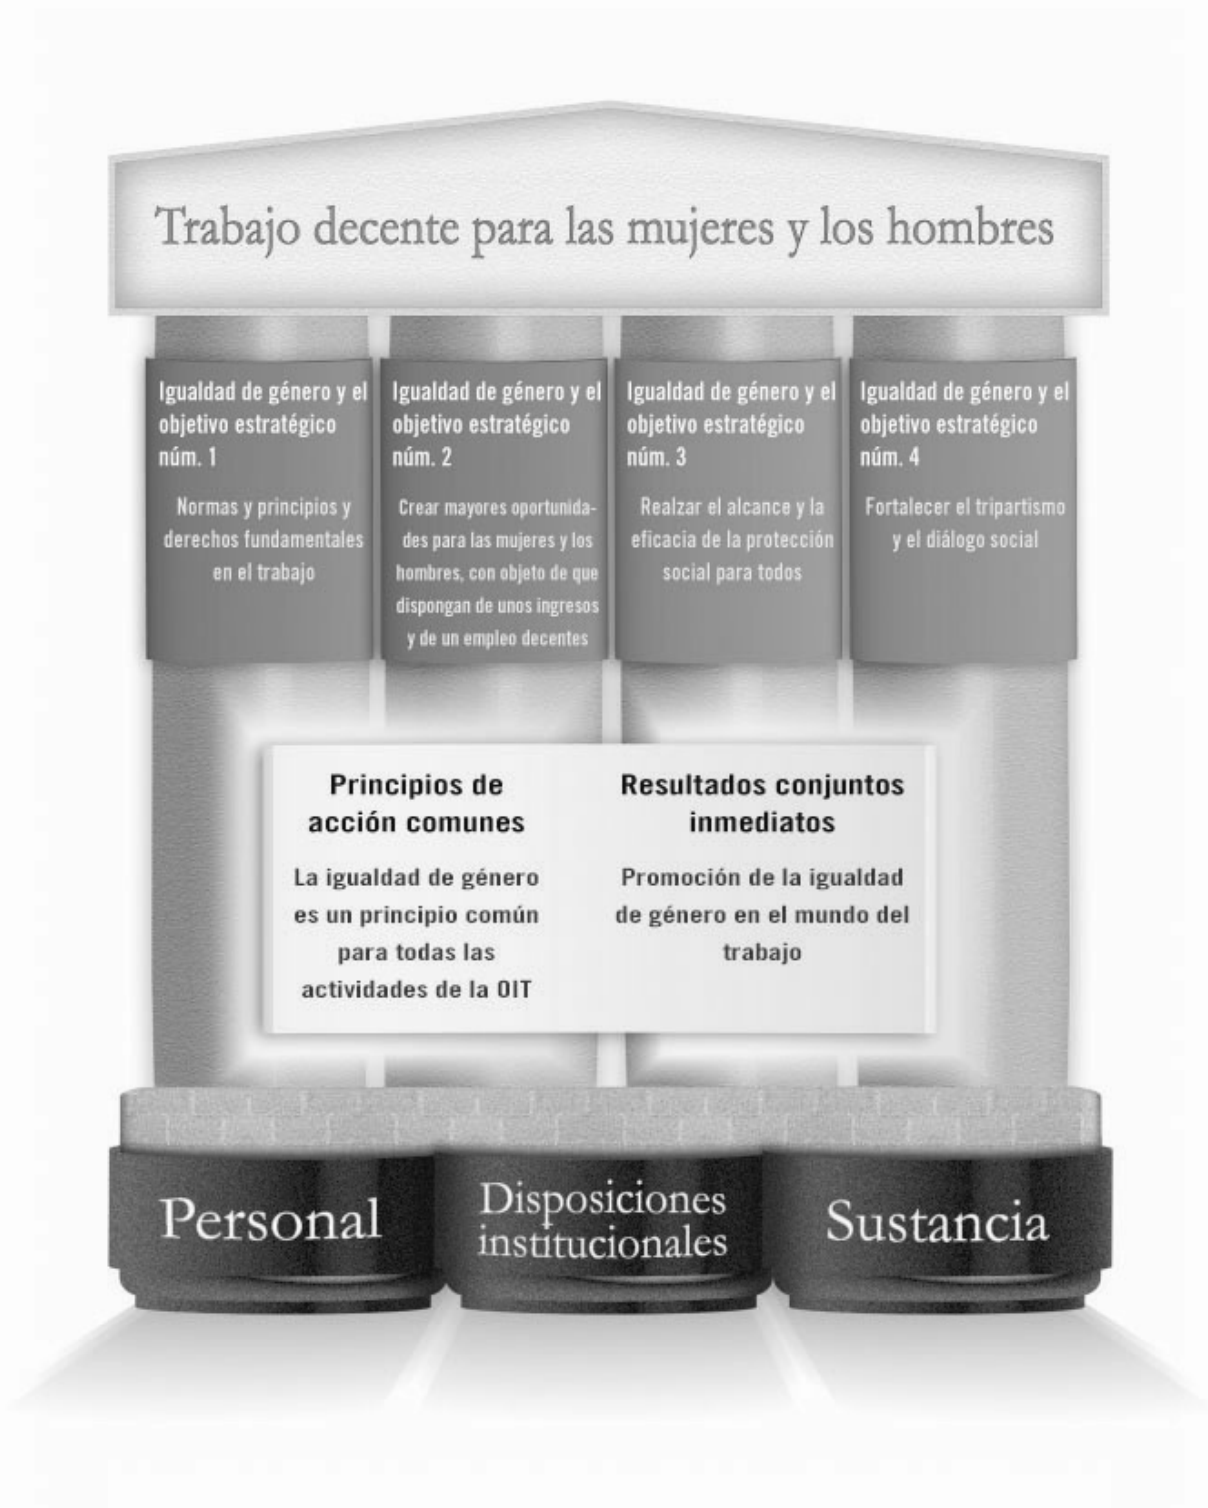 Trabajo decente para las mujeres y los hombres
Igualdad de género y el
objetivo estratégico
núm. 1
Normas y principios y
derechos fundamentales
en el trabajo
Igualdad de género y el
objetivo estratégico
núm. 2
Crear mayores oportunida-
des para las mujeres y los
hombres, con objeto de que
dispongan de unos ingresos
y de un empleo decentes
Igualdad de género y el
objetivo estratégico
núm. 3
Realzar el alcance y la
eficacia de la protección
social para todos
Igualdad de género y el
objetivo estratégico
núm. 4
Fortalecer el tripartismo
y el diálogo social
Principios de
acción comunes
La igualdad de género
es un principio común
para todas las
actividades de la OIT
Resultados conjuntos
inmediatos
Promoción de la igualdad
de género en el mundo del
trabajo
Personal
Disposiciones
institucionales
Sustancia